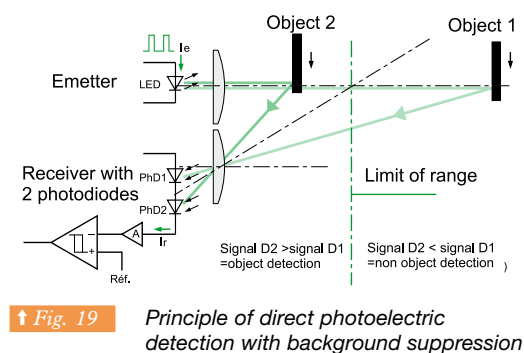 Object 2
Object 1
Ie
Emetter
LED
Receiver with
2 photodiodes
PhD1
PhD2
A
Ir
Réf.
Limit of range
Signal D2 >signal D1
=object detection
Signal D2 < signal D1
=non object detection )
Fig. 19
Principle of direct photoelectric
detection with background suppression